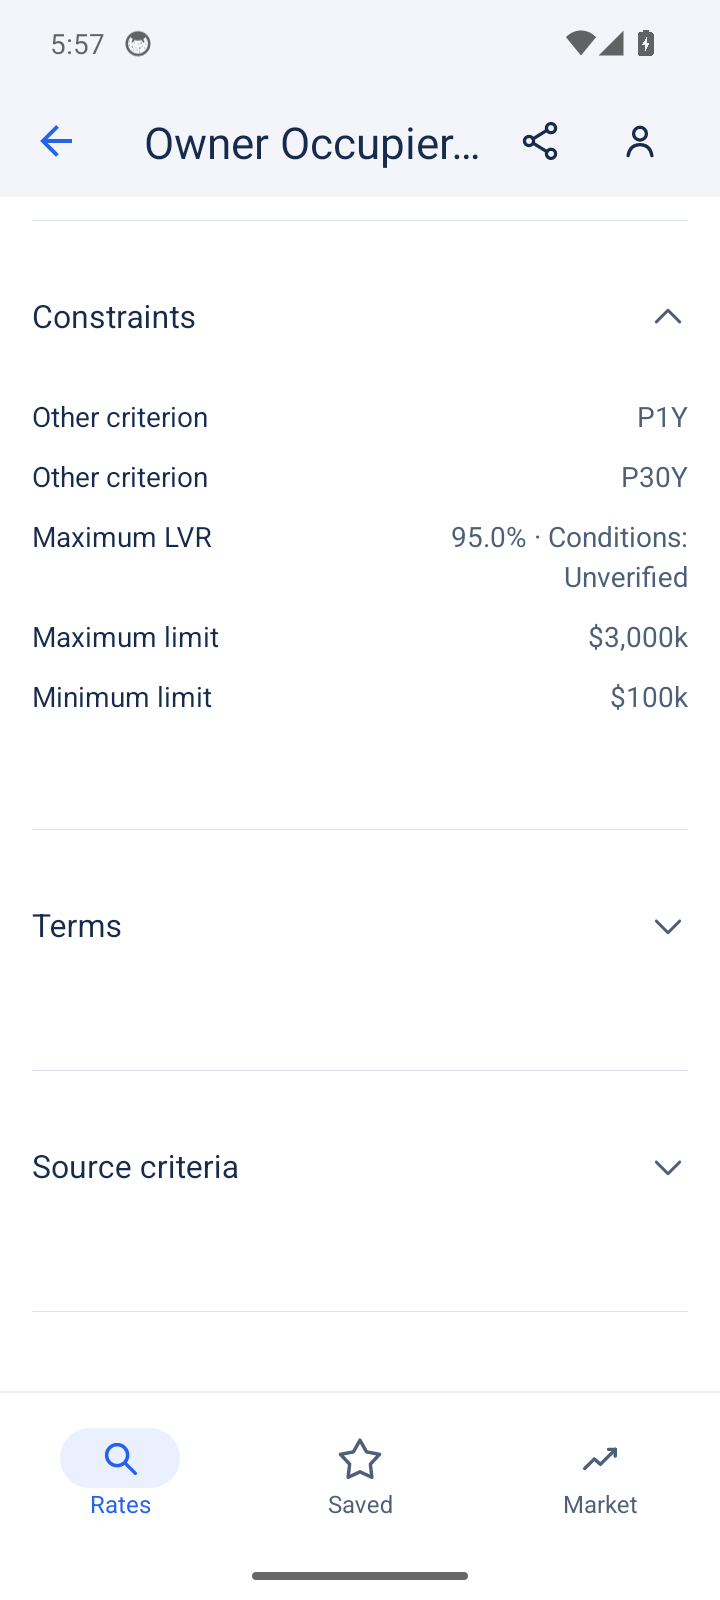 5:57
Owner Occupier...
Constraints
Other criterion P1Y
Other criterion P30Y
Maximum LVR 95.0% · Conditions:
Unverified
Maximum limit $3,000k
Minimum limit $100k
Terms
Source criteria
Rates Saved Market